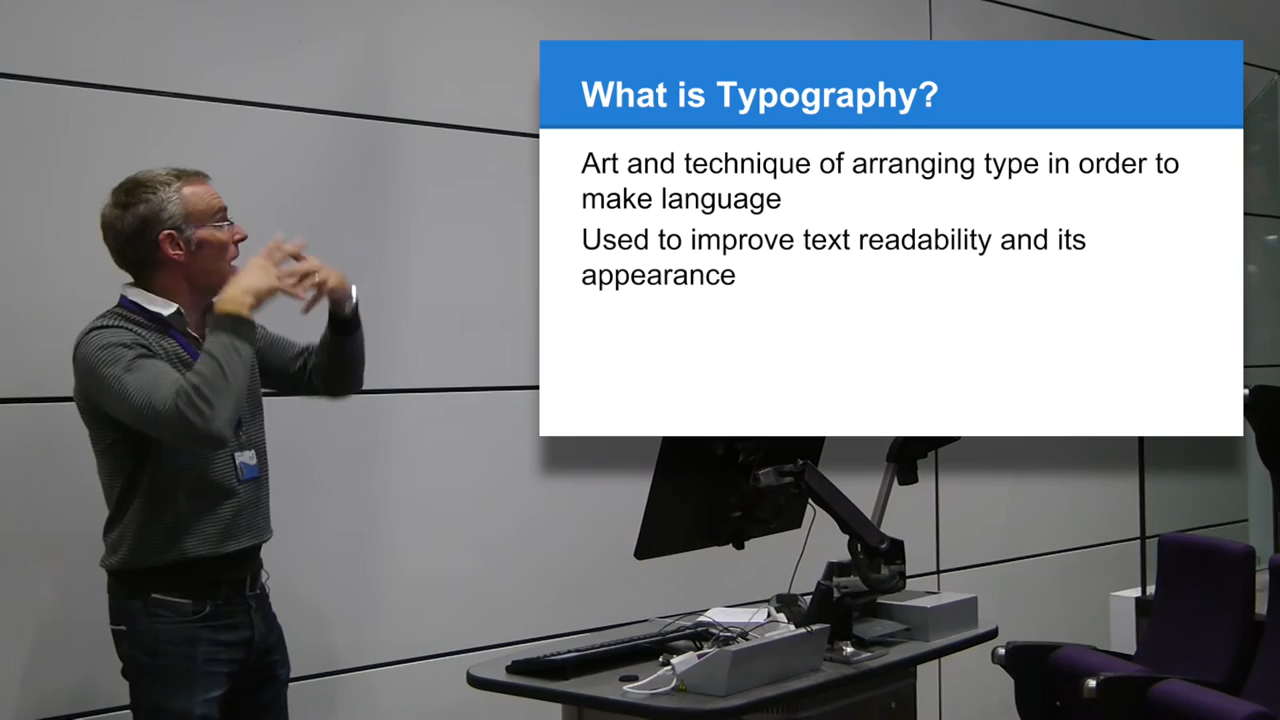 What is Typography?
Art and technique of arranging type in order to
make language
Used to improve text readability and its
appearance